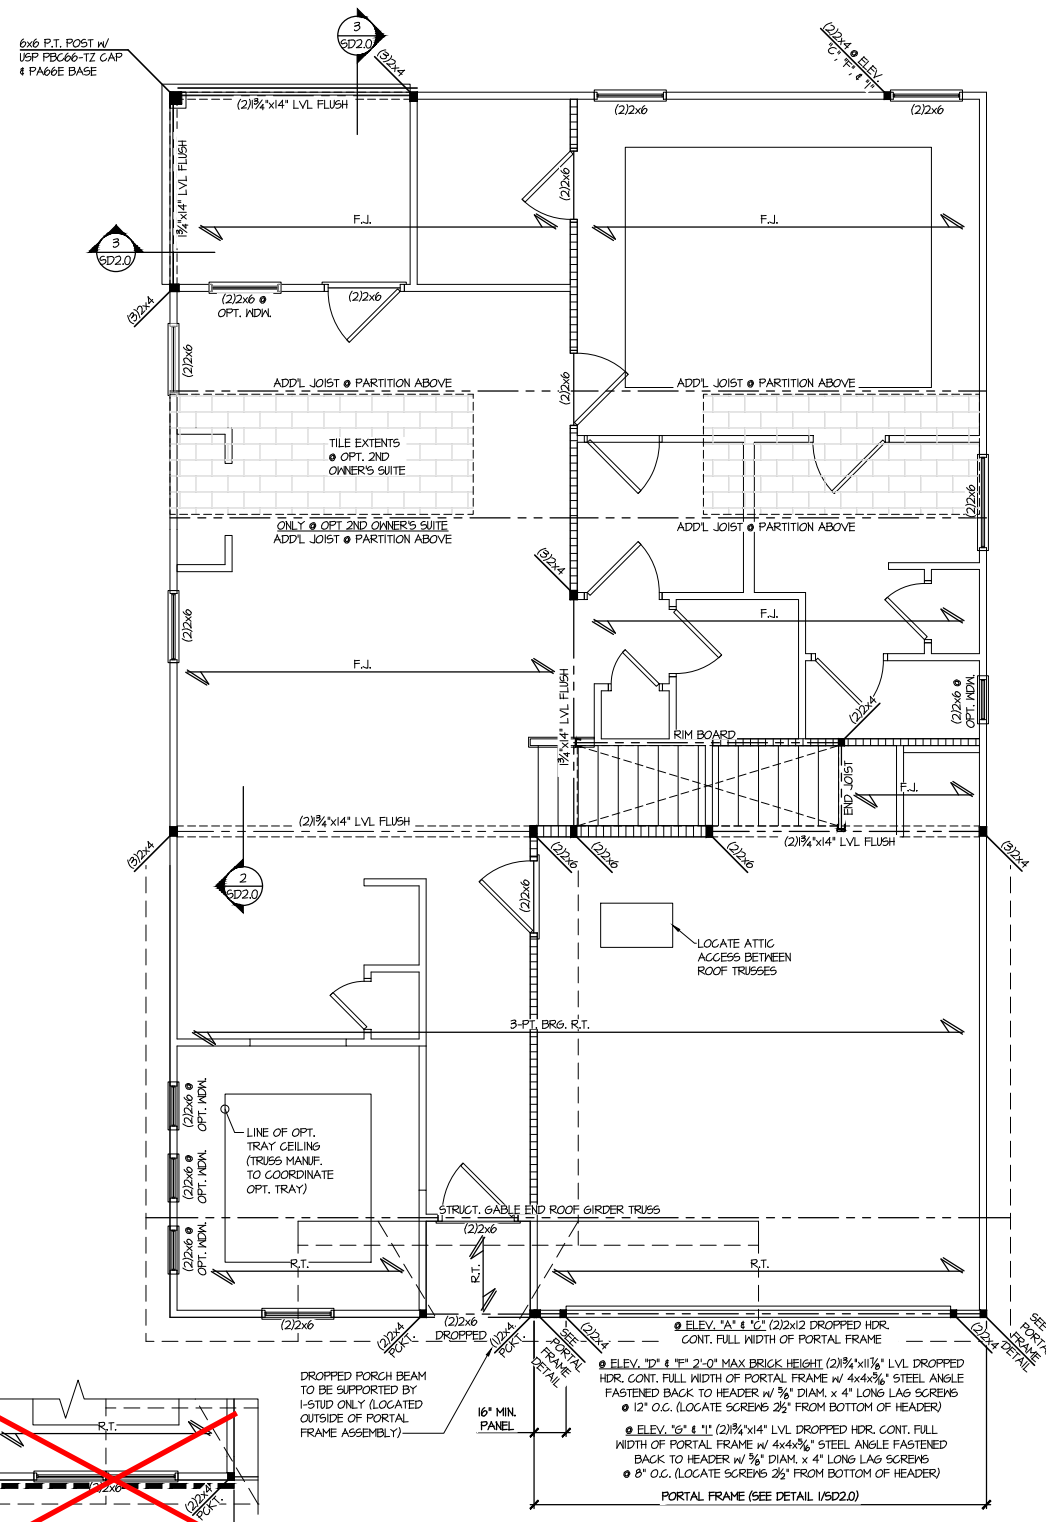 6x6 P.T. POST w/
USP PBC66-TZ CAP
& PA66E BASE
3
SD2.0
(3)2x4
(2)2x4 @ ELEV.
"C", "F", & "I"
(2)1¾"x14" LVL FLUSH
(2)2x6
(2)2x6
1¾"x14" LVL FLUSH
(2)2x6
F.J.
F.J.
3
SD2.0
(3)2x4
(2)2x6 @
OPT. WDW.
(2)2x6
(2)2x6
(2)2x6
ADD'L JOIST @ PARTITION ABOVE
ADD'L JOIST @ PARTITION ABOVE
TILE EXTENTS
@ OPT. 2ND
OWNER'S SUITE
(2)2x6
ONLY @ OPT 2ND OWNER'S SUITE
ADD'L JOIST @ PARTITION ABOVE
ADD'L JOIST @ PARTITION ABOVE
(3)2x4
(2)2x6
F.J.
F.J.
1¾"x14" LVL FLUSH
(2)2x6 @
OPT. WDW.
(2)2x4
RIM BOARD
END JOIST
F.J.
(2)1¾"x14" LVL FLUSH
(2)1¾"x14" LVL FLUSH
(3)2x4
(2)2x6
(2)2x6
(2)2x6
(3)2x4
2
SD2.0
(2)2x6
LOCATE ATTIC
ACCESS BETWEEN
ROOF TRUSSES
3-PT. BRG. R.T.
(2)2x6 @
OPT. WDW.
(2)2x6 @
OPT. WDW.
(2)2x6 @
OPT. WDW.
LINE OF OPT.
TRAY CEILING
(TRUSS MANUF.
TO COORDINATE
OPT. TRAY)
STRUCT. GABLE END ROOF GIRDER TRUSS
(2)2x6
R.T.
R.T.
R.T.
(2)2x6
(2)2x4
PCKT.
(2)2x6
DROPPED
(1)2x4
PCKT.
SEE
PORTAL
FRAME
DETAIL
(2)2x4
(2)2x4
SEE
PORTAL
FRAME
DETAIL
@ ELEV. "A" & "C" (2)2x12 DROPPED HDR.
CONT. FULL WIDTH OF PORTAL FRAME
@ ELEV. "D" & "F" 2'-0" MAX BRICK HEIGHT (2)1¾"x11⅞" LVL DROPPED
HDR. CONT. FULL WIDTH OF PORTAL FRAME w/ 4x4x⁵⁄₁₆" STEEL ANGLE
FASTENED BACK TO HEADER w/ ⅝" DIAM. x 4" LONG LAG SCREWS
@ 12" O.C. (LOCATE SCREWS 2½" FROM BOTTOM OF HEADER)
@ ELEV. "G" & "I" (2)1¾"x14" LVL DROPPED HDR. CONT. FULL
WIDTH OF PORTAL FRAME w/ 4x4x⁵⁄₁₆" STEEL ANGLE FASTENED
BACK TO HEADER w/ ⅝" DIAM. x 4" LONG LAG SCREWS
@ 8" O.C. (LOCATE SCREWS 2½" FROM BOTTOM OF HEADER)
DROPPED PORCH BEAM
TO BE SUPPORTED BY
1-STUD ONLY (LOCATED
OUTSIDE OF PORTAL
FRAME ASSEMBLY)
16" MIN.
PANEL
PORTAL FRAME (SEE DETAIL 1/SD2.0)
R.T.
(2)2x6
(2)2x4
PCKT.